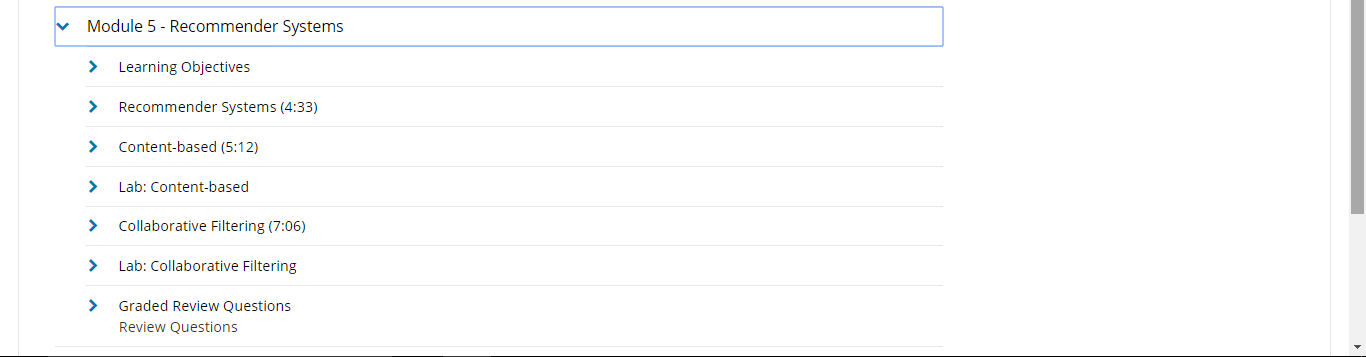 Module 5 - Recommender Systems
Learning Objectives
Recommender Systems (4:33)
Content-based (5:12)
Lab: Content-based
Collaborative Filtering (7:06)
Lab: Collaborative Filtering
Graded Review Questions
Review Questions